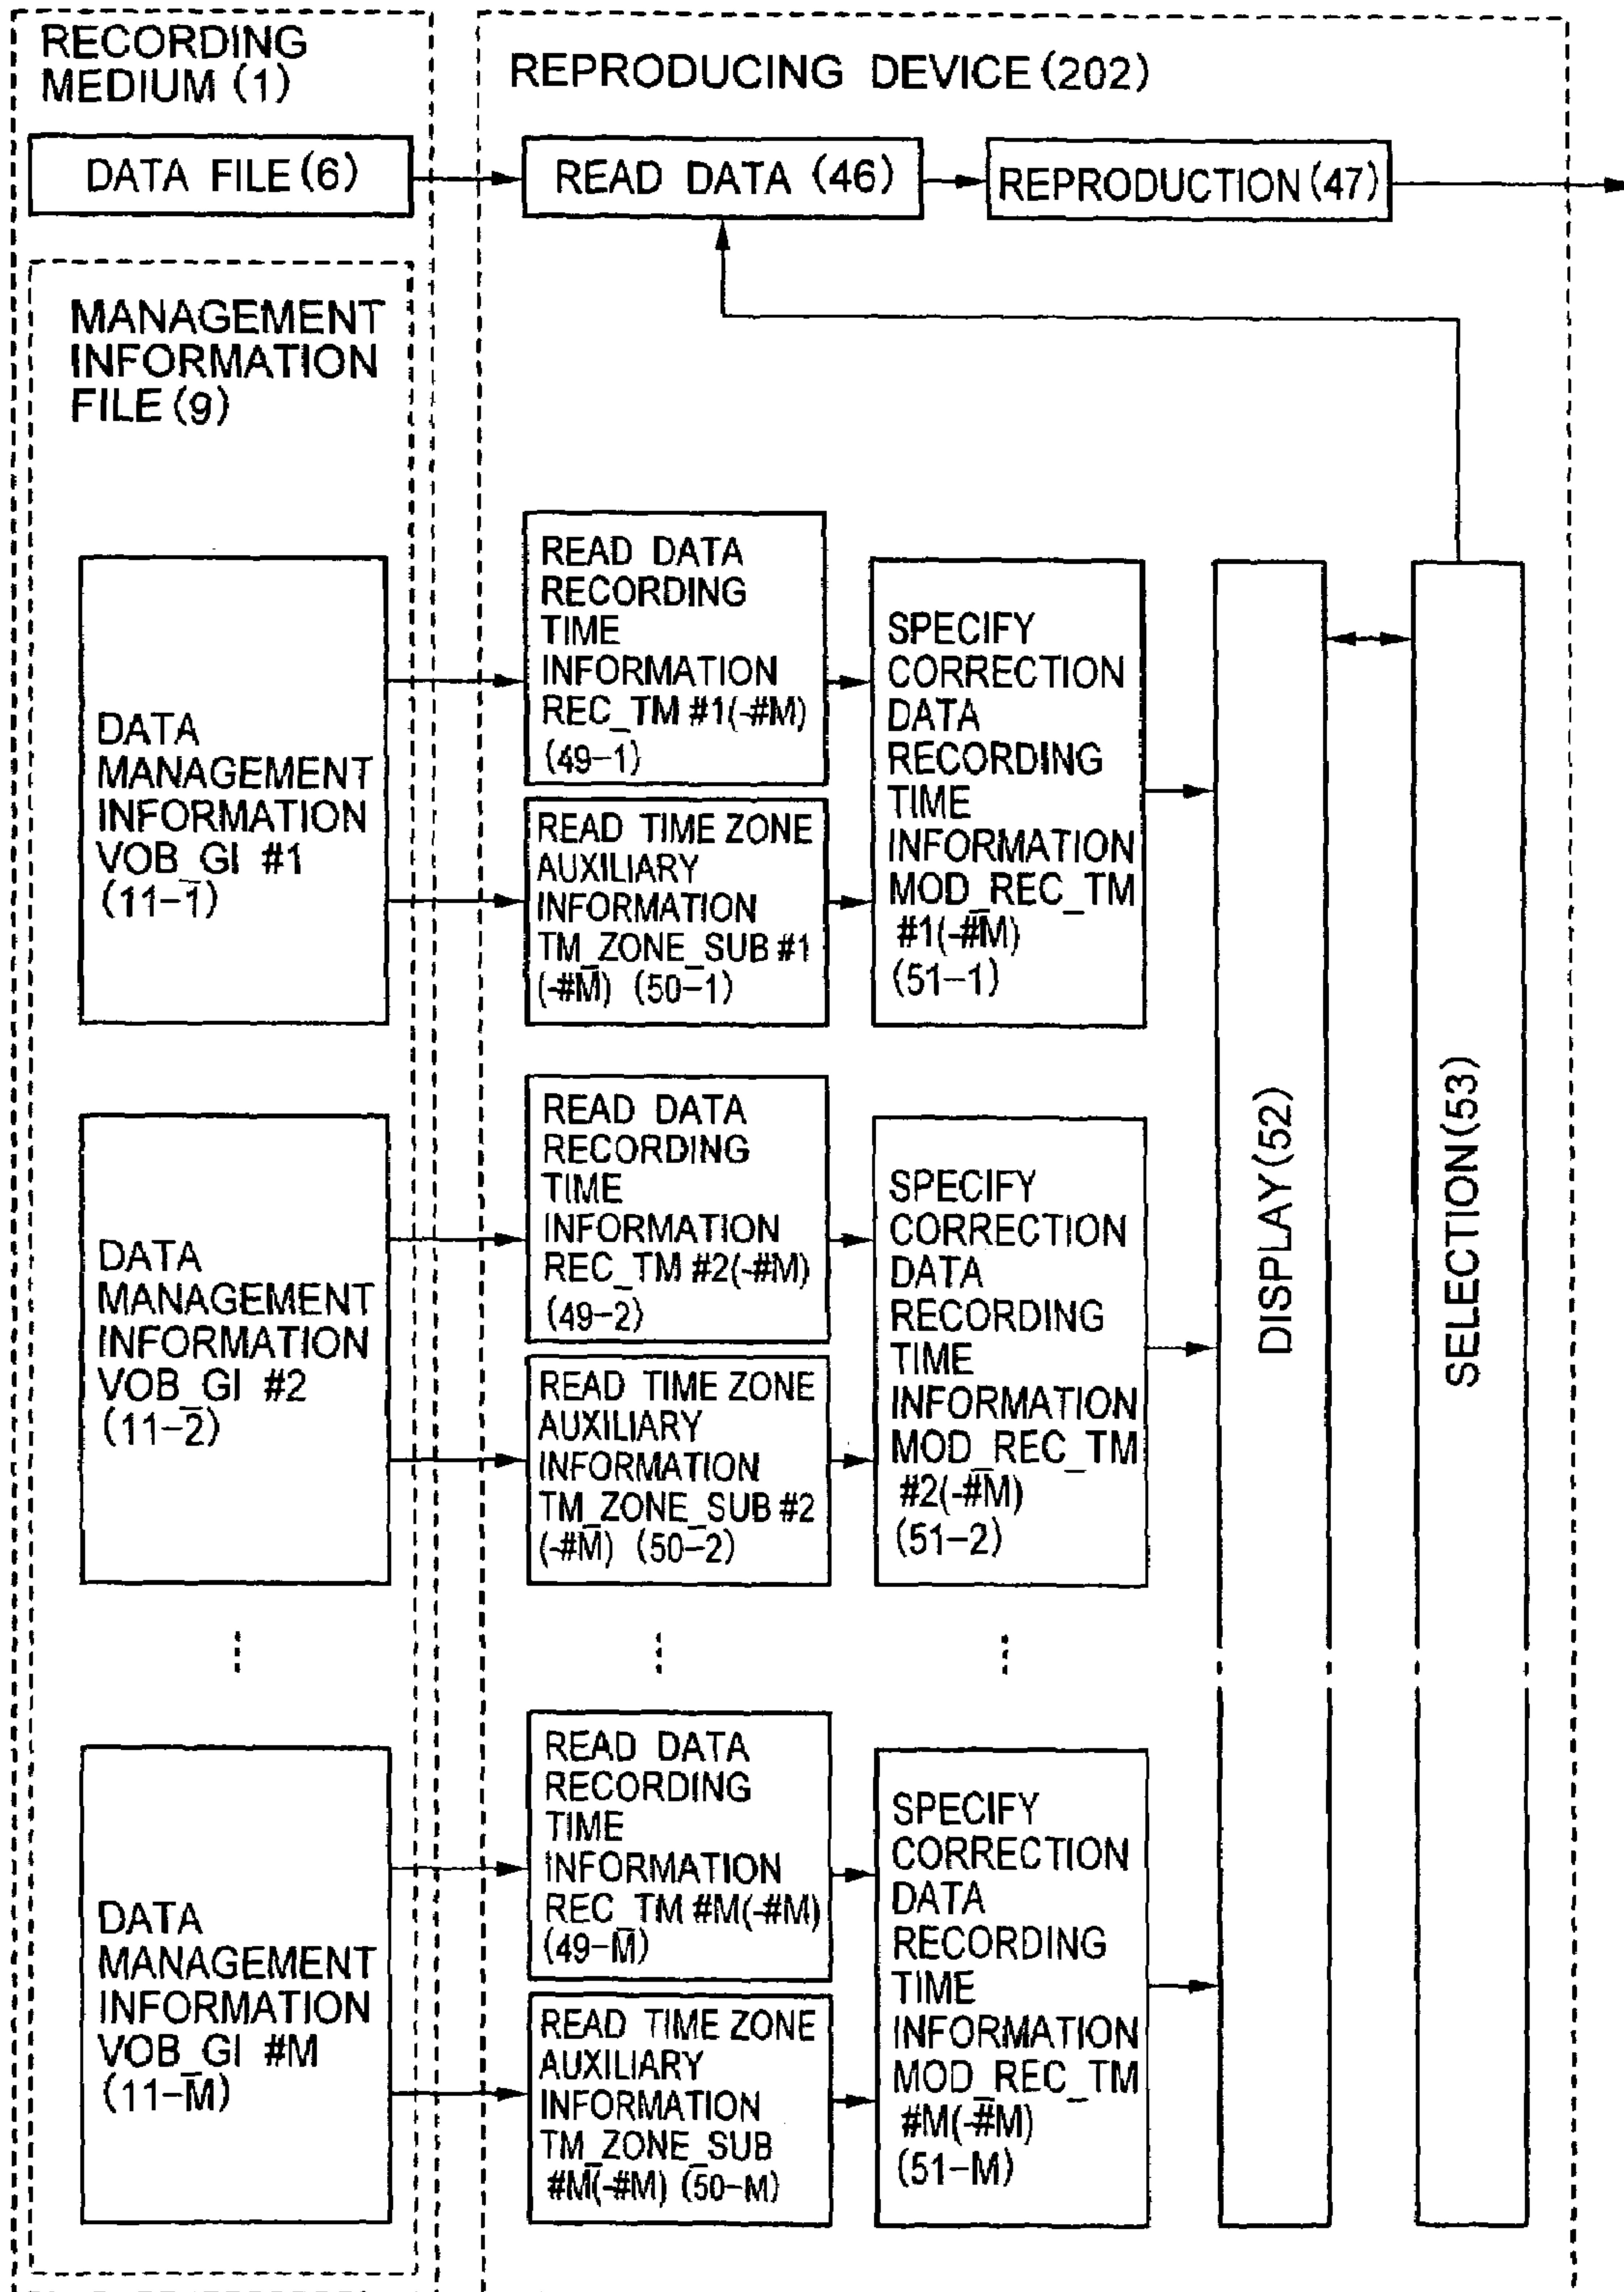 RECORDING
MEDIUM (1)
REPRODUCING DEVICE (202)
DATA FILE (6)
READ DATA (46)
REPRODUCTION (47)
MANAGEMENT
INFORMATION
FILE (9)
DATA
MANAGEMENT
INFORMATION
VOB_GI #1
(11-1)
READ DATA
RECORDING
TIME
INFORMATION
REC_TM #1(-#M)
(49-1)
READ TIME ZONE
AUXILIARY
INFORMATION
TM_ZONE_SUB #1
(-#M) (50-1)
SPECIFY
CORRECTION
DATA
RECORDING
TIME
INFORMATION
MOD_REC_TM
#1(-#M)
(51-1)
DISPLAY (52)
SELECTION (53)
DATA
MANAGEMENT
INFORMATION
VOB_GI #2
(11-2)
READ DATA
RECORDING
TIME
INFORMATION
REC_TM #2(-#M)
(49-2)
READ TIME ZONE
AUXILIARY
INFORMATION
TM_ZONE_SUB #2
(-#M) (50-2)
SPECIFY
CORRECTION
DATA
RECORDING
TIME
INFORMATION
MOD_REC_TM
#2(-#M)
(51-2)
DATA
MANAGEMENT
INFORMATION
VOB_GI #M
(11-M)
READ DATA
RECORDING
TIME
INFORMATION
REC_TM #M(-#M)
(49-M)
READ TIME ZONE
AUXILIARY
INFORMATION
TM_ZONE_SUB
#M(-#M) (50-M)
SPECIFY
CORRECTION
DATA
RECORDING
TIME
INFORMATION
MOD_REC_TM
#M(-#M)
(51-M)